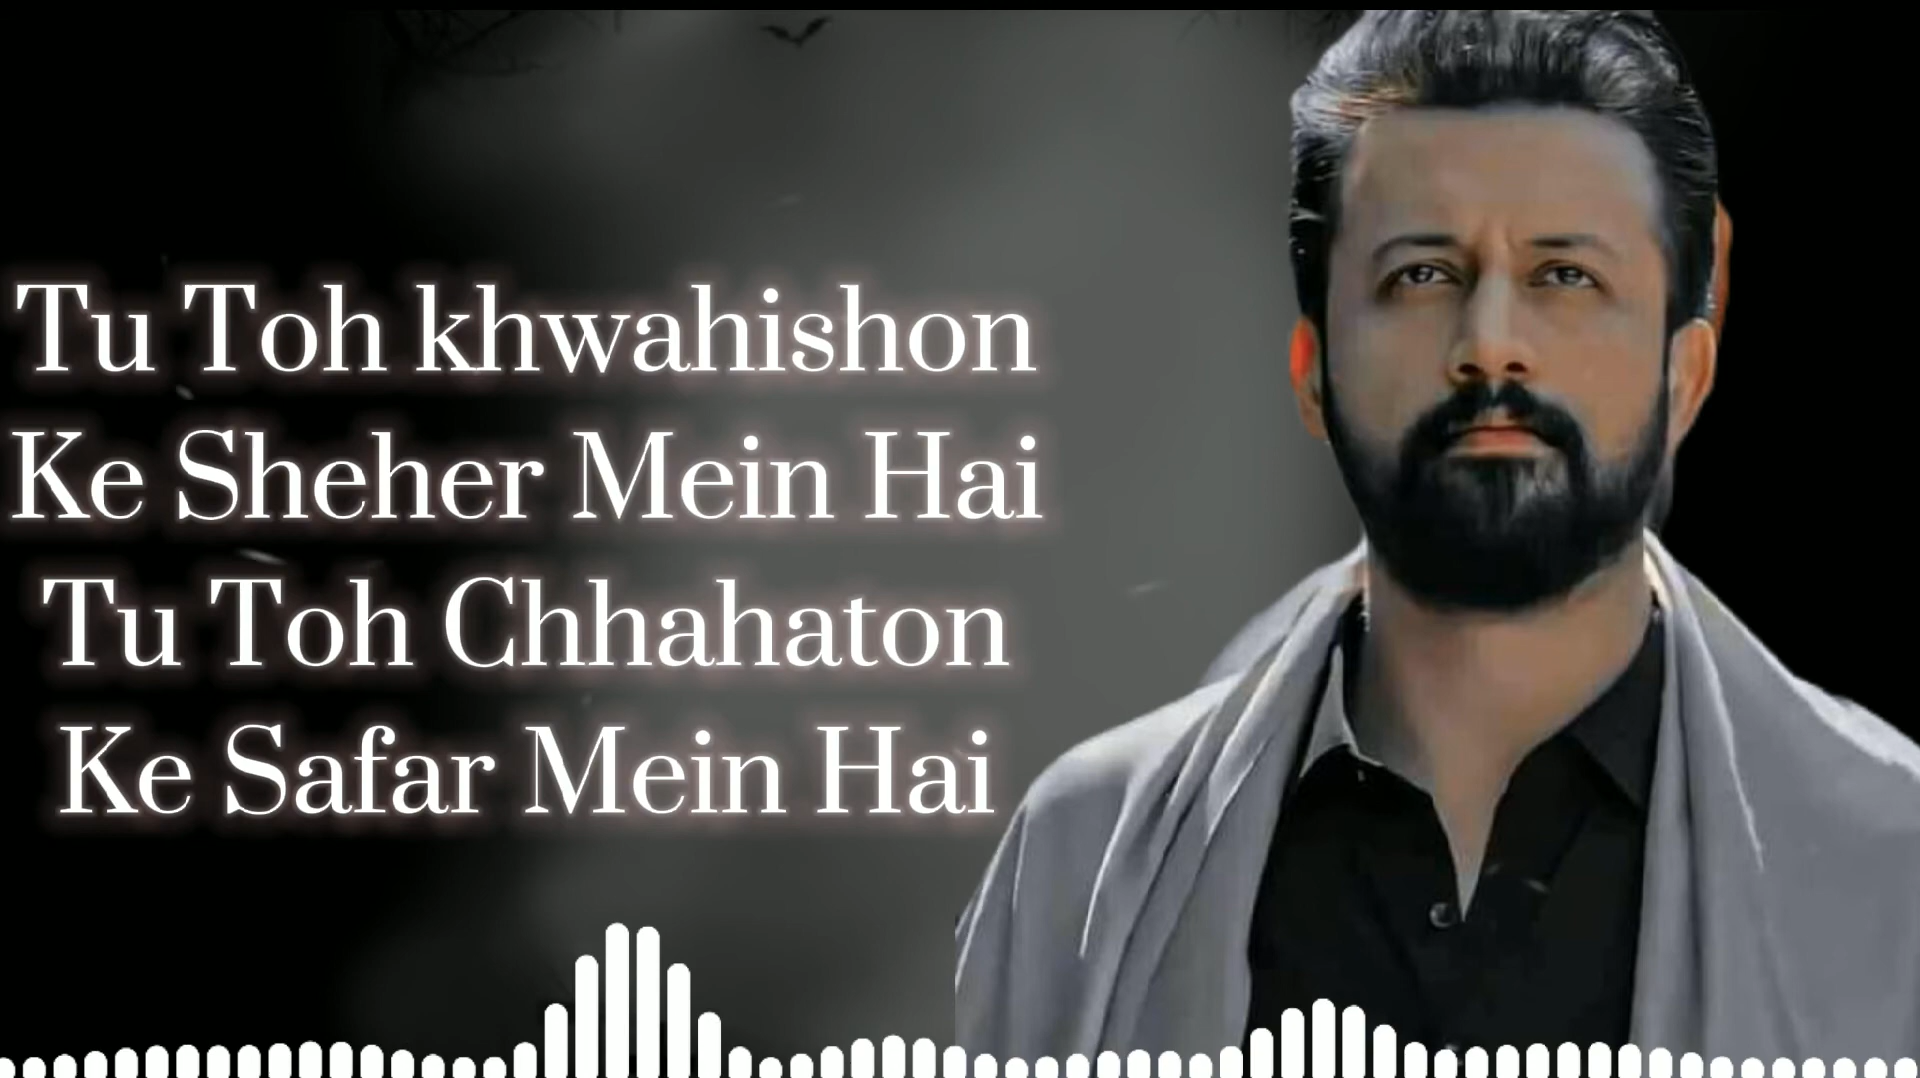 Tu Toh khwahishon
Ke Sheher Mein Hai
Tu Toh Chhahaton
Ke Safar Mein Hai